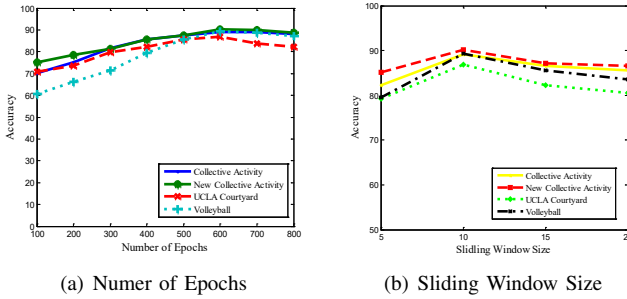 100
90
80
70
60
50
40
30
20
10
0
Accuracy
Collective Activity
New Collective Activity
UCLA Courtyard
Volleyball
100 200 300 400 500 600 700 800
Number of Epochs
(a) Numer of Epochs
100
90
80
70
60
50
Accuracy
Collective Activity
New Collective Activity
UCLA Courtyard
Volleyball
5 10 15 2
Slidling Window Size
(b) Sliding Window Size